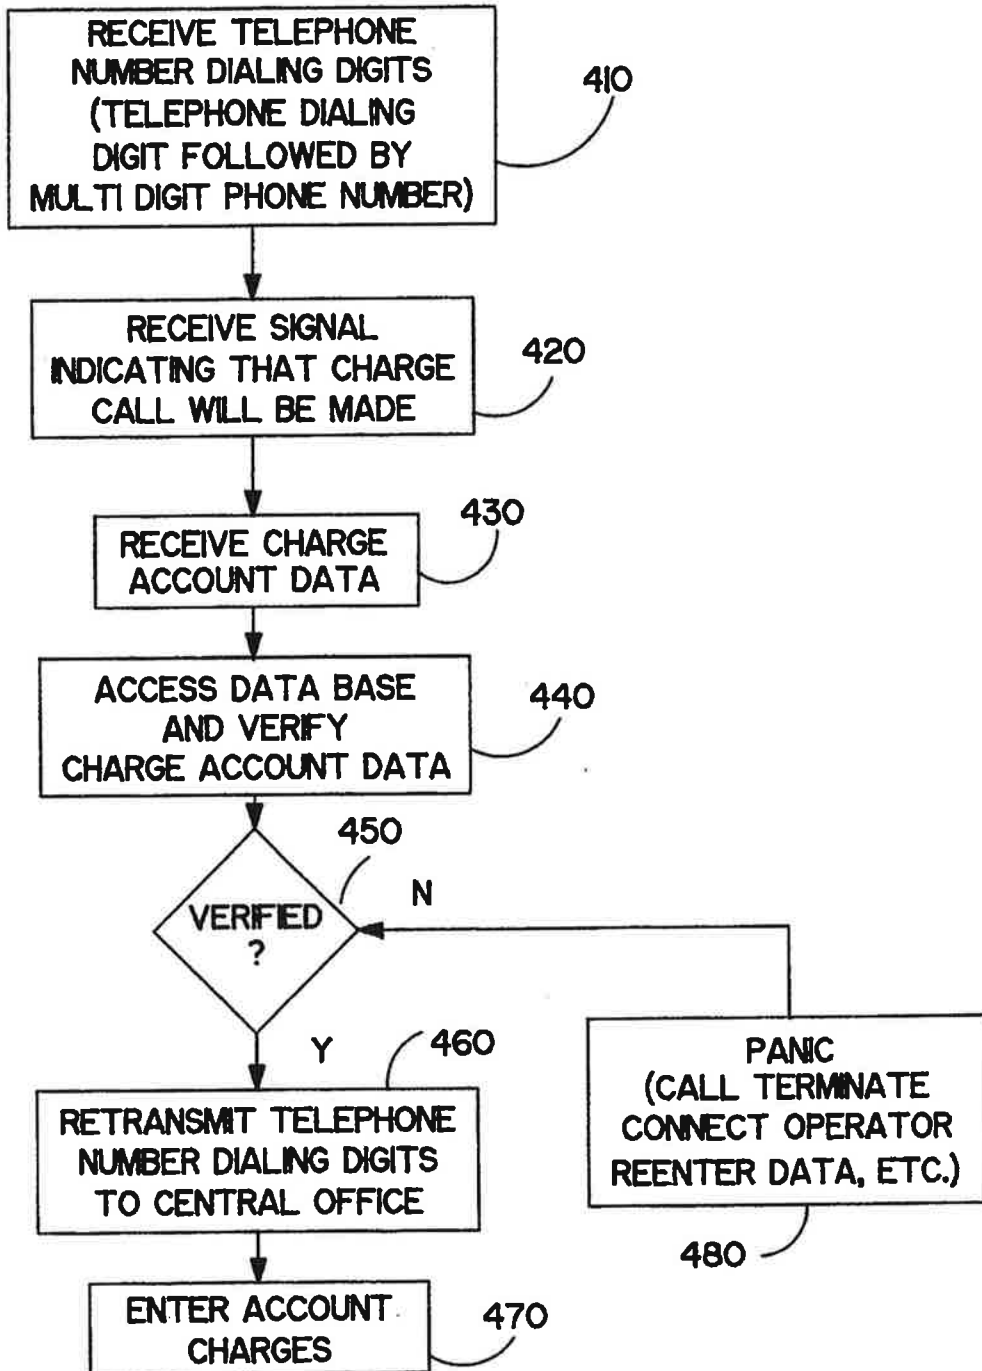 RECEIVE TELEPHONE
NUMBER DIALING DIGITS
(TELEPHONE DIALING
DIGIT FOLLOWED BY
MULTI DIGIT PHONE NUMBER)
410
RECEIVE SIGNAL
INDICATING THAT CHARGE
CALL WILL BE MADE
420
RECEIVE CHARGE
ACCOUNT DATA
430
ACCESS DATA BASE
AND VERIFY
CHARGE ACCOUNT DATA
440
VERIFIED
?
450
N
Y
RETRANSMIT TELEPHONE
NUMBER DIALING DIGITS
TO CENTRAL OFFICE
460
PANIC
(CALL TERMINATE
CONNECT OPERATOR
REENTER DATA, ETC.)
480
ENTER ACCOUNT
CHARGES
470